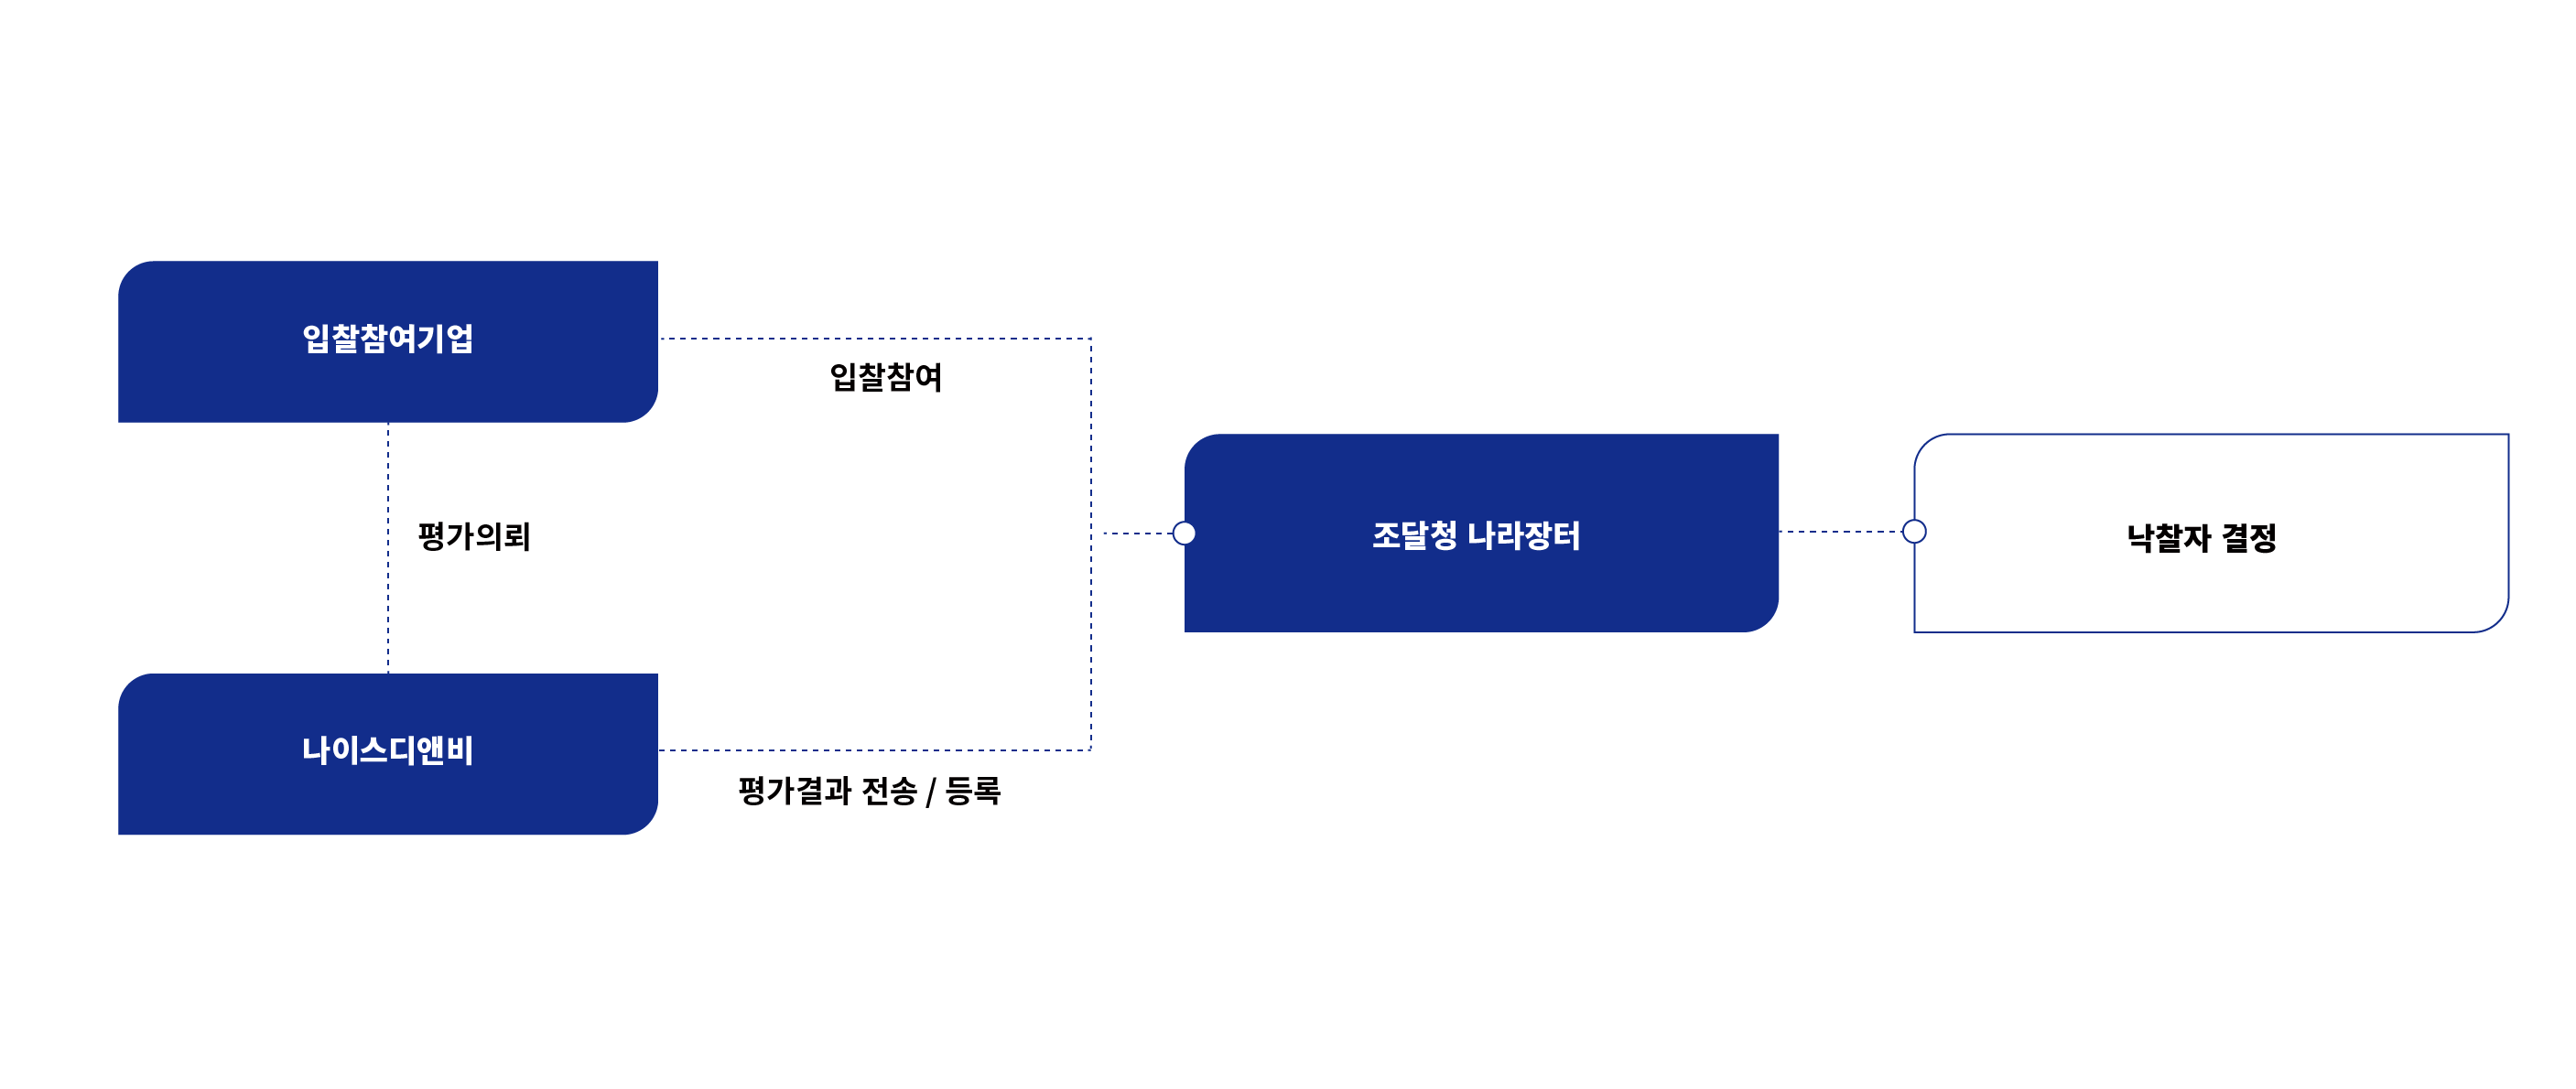 입찰참여기업
입찰참여
평가의뢰
조달청 나라장터
낙찰자 결정
나이스디앤비
평가결과 전송 / 등록